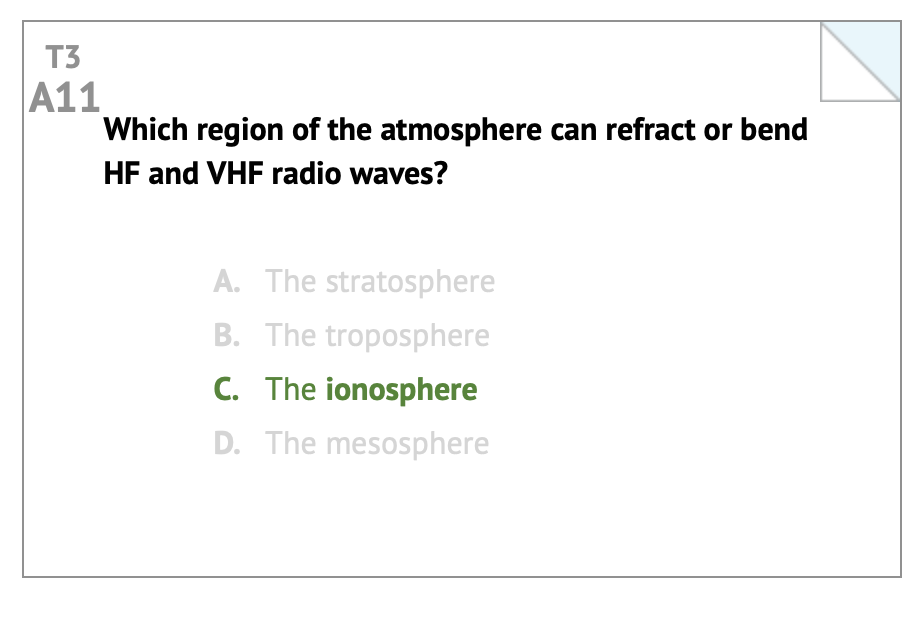 T3
A11
Which region of the atmosphere can refract or bend
HF and VHF radio waves?
A. The stratosphere
B. The troposphere
C. The ionosphere
D. The mesosphere